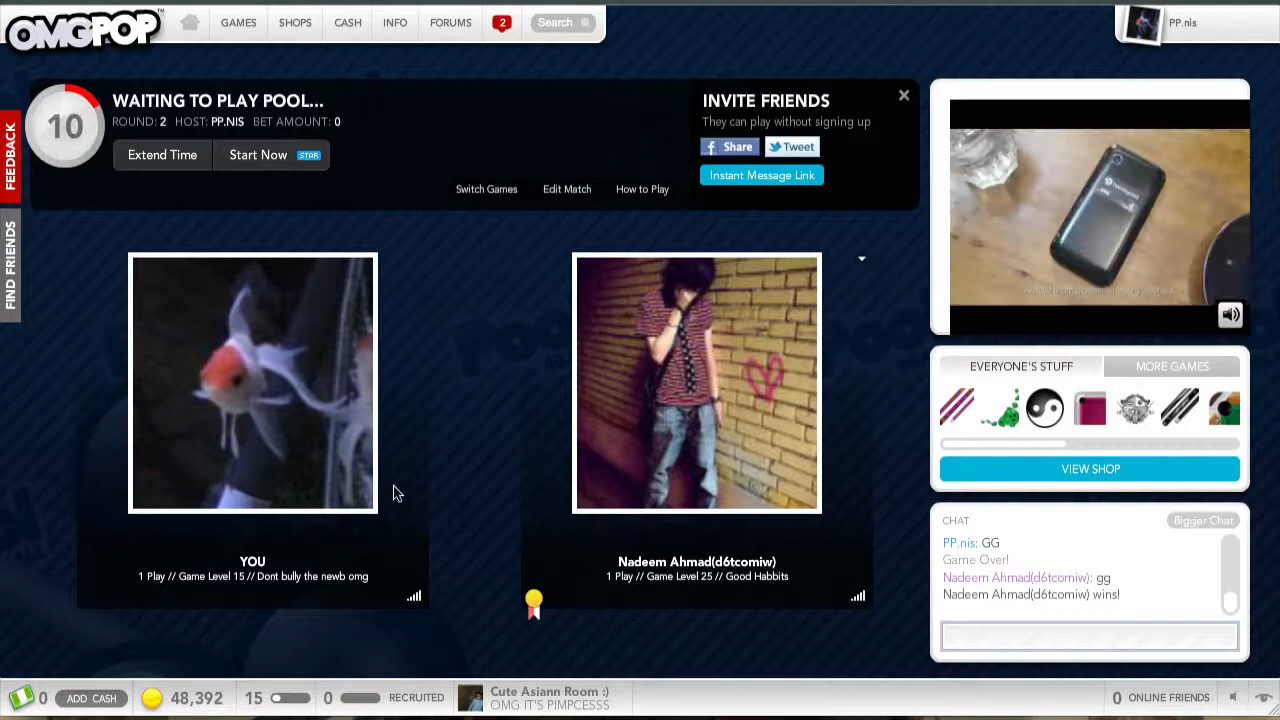 OMGPOP™
GAMES SHOPS CASH INFO FORUMS 2 Search
PP.nis
FEEDBACK
FIND FRIENDS
10
WAITING TO PLAY POOL...
ROUND: 2 HOST: PP.NIS BET AMOUNT: 0
Extend Time Start Now STAR
Switch Games Edit Match How to Play
INVITE FRIENDS
They can play without signing up
Share Tweet
Instant Message Link
YOU
1 Play // Game Level 15 // Dont bully the newb omg
Nadeem Ahmad(d6tcomiw)
1 Play // Game Level 25 // Good Habbits
EVERYONE'S STUFF MORE GAMES
VIEW SHOP
CHAT Bigger Chat
PP.nis: GG
Game Over!
Nadeem Ahmad(d6tcomiw): gg
Nadeem Ahmad(d6tcomiw) wins!
0 ADD CASH 48,392 15 0 RECRUITED
Cute Asiann Room :)
OMG IT'S PIMPCESSS
0 ONLINE FRIENDS